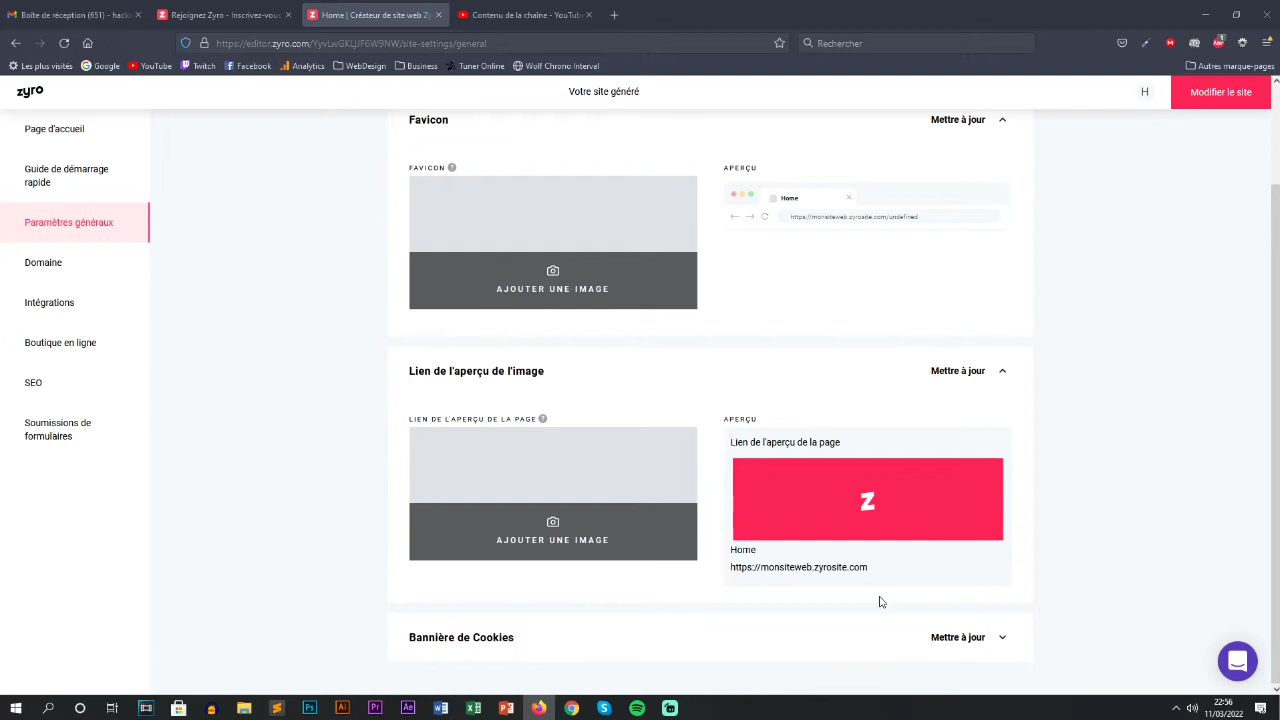 Boîte de réception (651) - hacki
Rejoignez Zyro - Inscrivez-vous
Home | Créateur de site web Zy
Contenu de la chaîne - YouTube
https://editor.zyro.com/YyvLwGKLjJF6W9NW/site-settings/general
Rechercher
Les plus visités
Google
YouTube
Twitch
Facebook
Analytics
WebDesign
Business
Tuner Online
Wolf Chrono Interval
Autres marque-pages
zyro
Votre site généré
H
Modifier le site
Page d'accueil
Guide de démarrage
rapide
Paramètres généraux
Domaine
Intégrations
Boutique en ligne
SEO
Soumissions de
formulaires
Favicon
Mettre à jour
FAVICON ?
APERÇU
Home
https://monsiteweb.zyrosite.com/undefined
AJOUTER UNE IMAGE
Lien de l'aperçu de l'image
Mettre à jour
LIEN DE L'APERÇU DE LA PAGE ?
APERÇU
Lien de l'aperçu de la page
Z
AJOUTER UNE IMAGE
Home
https://monsiteweb.zyrosite.com
Bannière de Cookies
Mettre à jour
22:56
11/03/2022